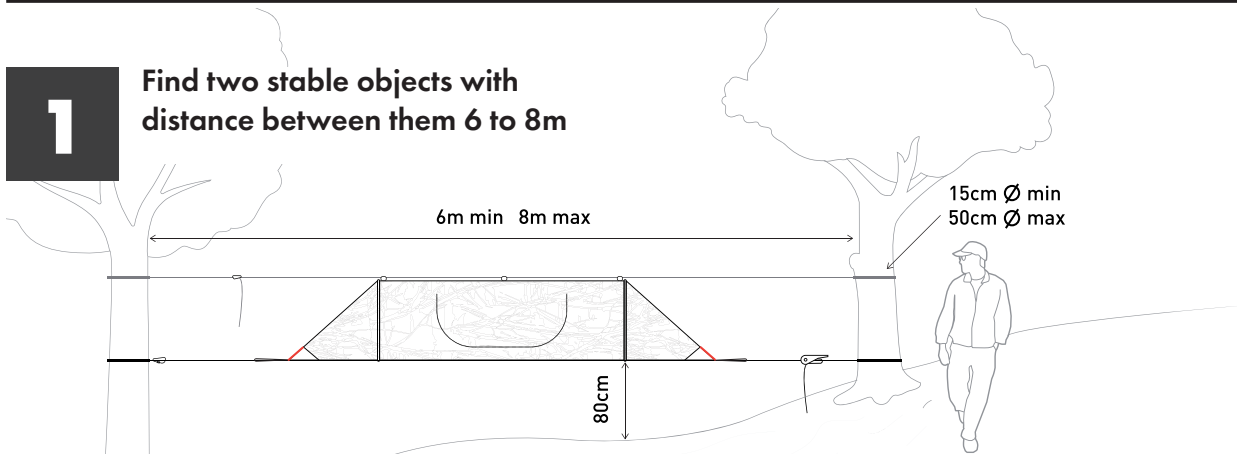 1
Find two stable objects with
distance between them 6 to 8m
6m min 8m max
15cm Ø min
50cm Ø max
80cm